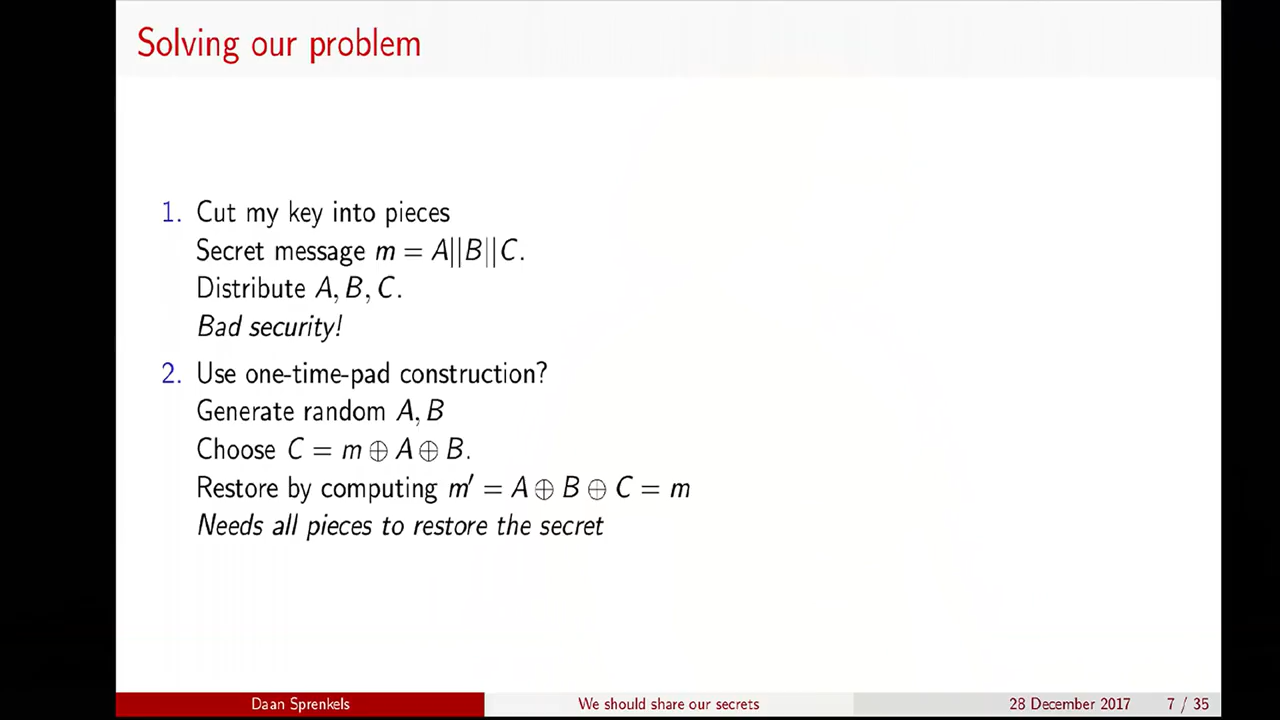 Solving our problem
1. Cut my key into pieces
Secret message m = A||B||C.
Distribute A, B, C.
Bad security!
2. Use one-time-pad construction?
Generate random A, B
Choose C = m ⊕ A ⊕ B.
Restore by computing m′ = A ⊕ B ⊕ C = m
Needs all pieces to restore the secret
Daan Sprenkels We should share our secrets 28 December 2017 7 / 35